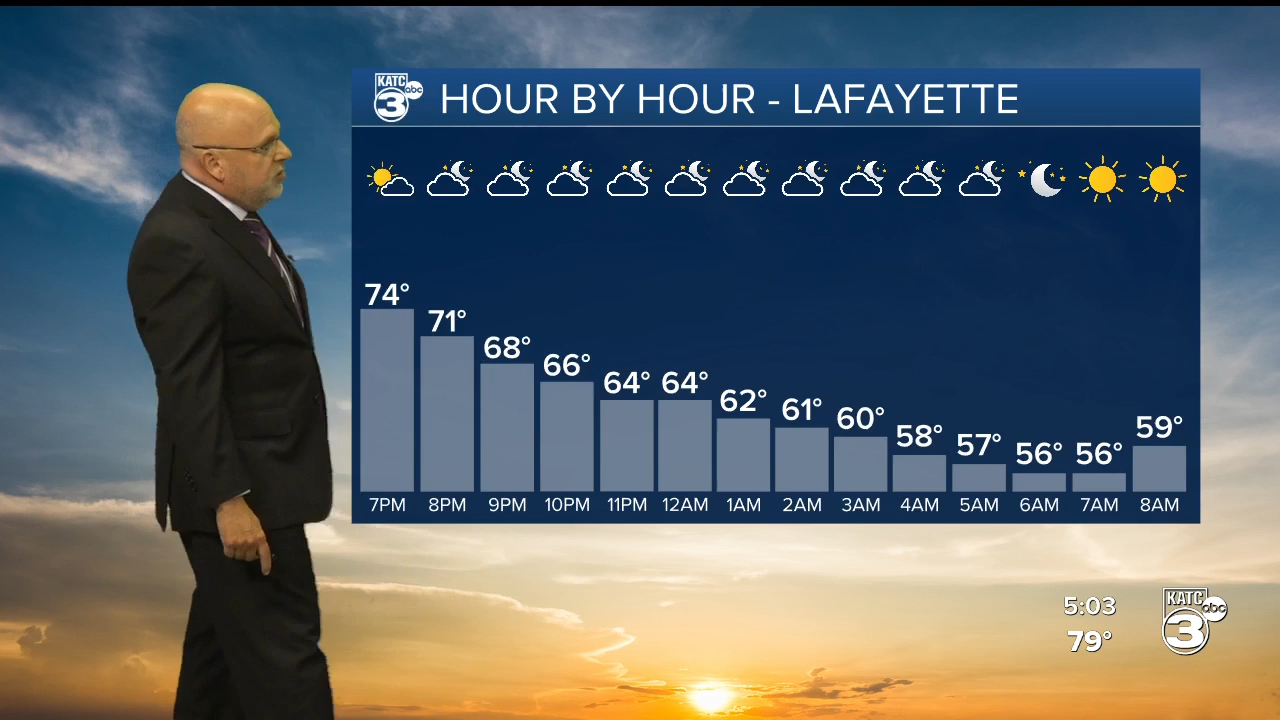 KATC abc 3
HOUR BY HOUR - LAFAYETTE
74° 71° 68° 66° 64° 64° 62° 61° 60° 58° 57° 56° 56° 59°
7PM 8PM 9PM 10PM 11PM 12AM 1AM 2AM 3AM 4AM 5AM 6AM 7AM 8AM
5:03
79°
KATC abc 3